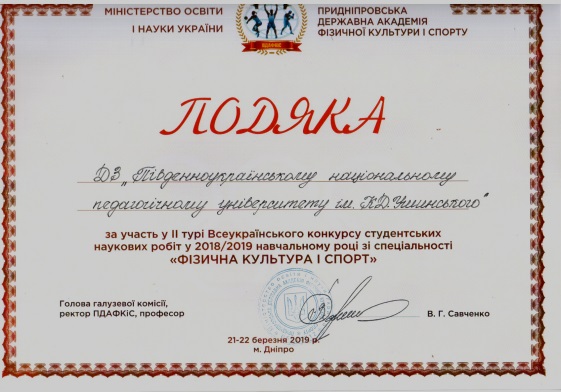 МІНІСТЕРСТВО ОСВІТИ
І НАУКИ УКРАЇНИ
ПРИДНІПРОВСЬКА
ДЕРЖАВНА АКАДЕМІЯ
ФІЗИЧНОЇ КУЛЬТУРИ І СПОРТУ
ПОДЯКА
ДЗ „Південноукраїнському національному
педагогічному університету ім. К.Д.Ушинського"
за участь у ІІ турі Всеукраїнського конкурсу студентських
наукових робіт у 2018/2019 навчальному році зі спеціальності
«ФІЗИЧНА КУЛЬТУРА І СПОРТ»
Голова галузевої комісії,
ректор ПДАФКіС, професор
В. Г. Савченко
21-22 березня 2019 р.
м. Дніпро